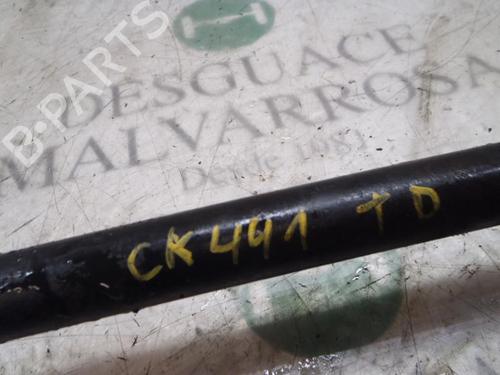 B-PARTS
DESGUACE
MALVARROSA
Desde 1981
CK441 TD